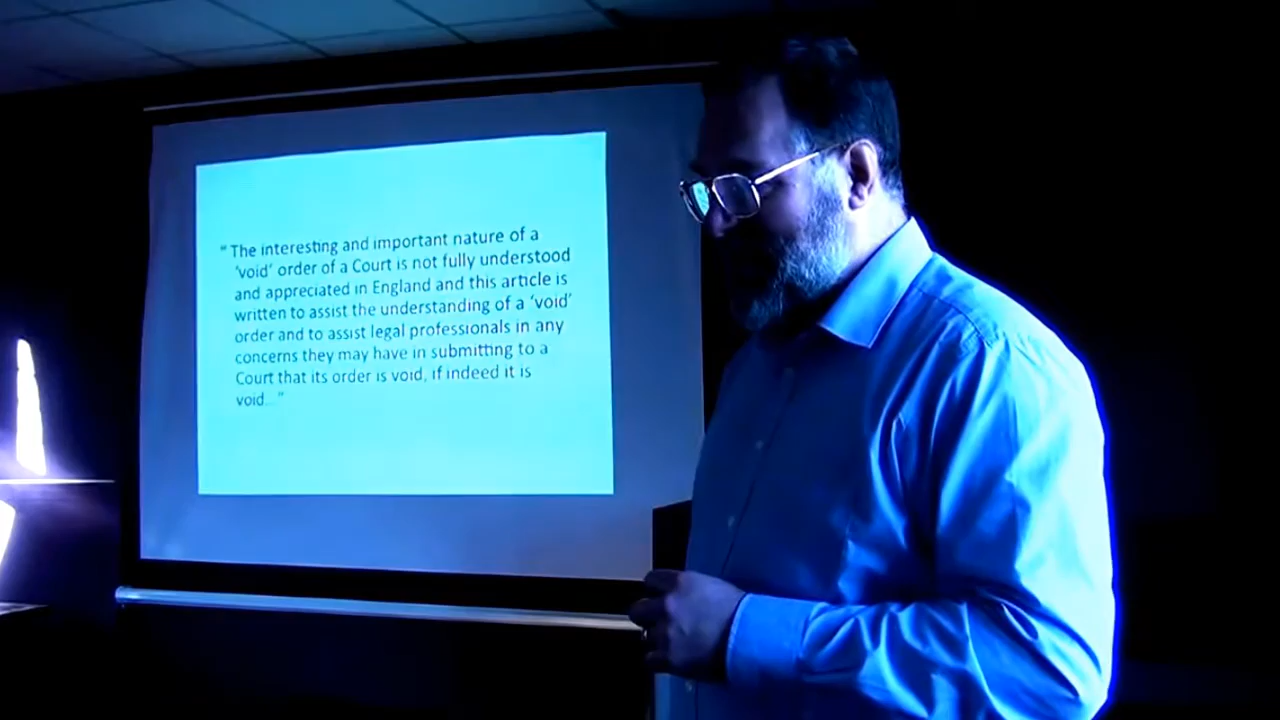 “ The interesting and important nature of a
‘void’ order of a Court is not fully understood
and appreciated in England and this article is
written to assist the understanding of a ‘void’
order and to assist legal professionals in any
concerns they may have in submitting to a
Court that its order is void, if indeed it is
void...”